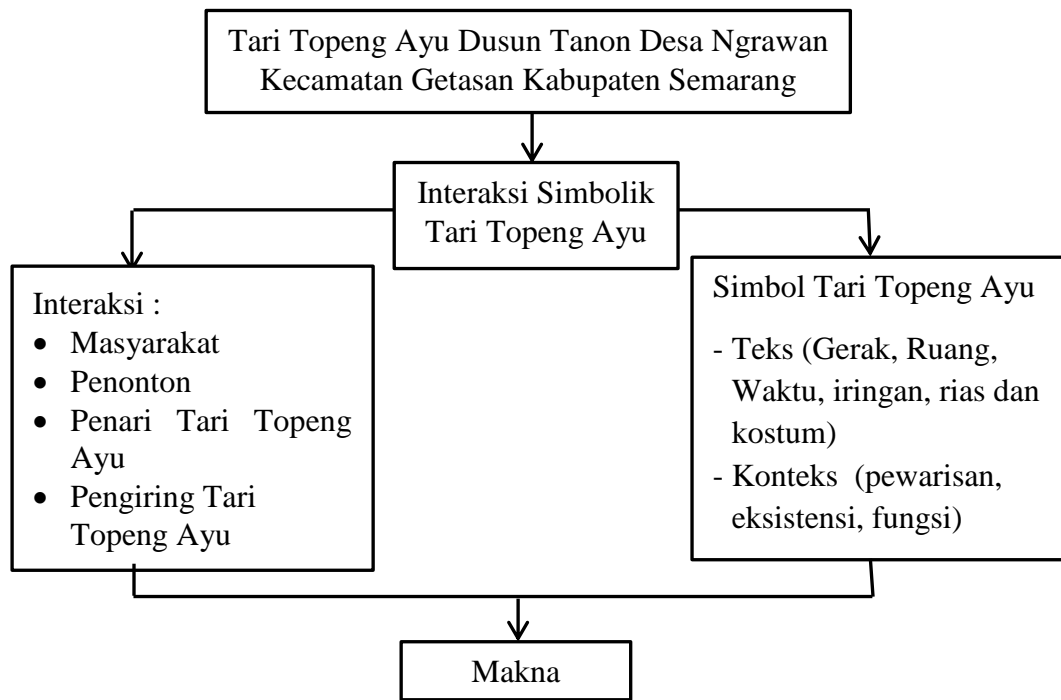 Tari Topeng Ayu Dusun Tanon Desa Ngrawan
Kecamatan Getasan Kabupaten Semarang
Interaksi Simbolik
Tari Topeng Ayu
Interaksi :
• Masyarakat
• Penonton
• Penari Tari Topeng
Ayu
• Pengiring Tari
Topeng Ayu
Simbol Tari Topeng Ayu
- Teks (Gerak, Ruang,
Waktu, iringan, rias dan
kostum)
- Konteks (pewarisan,
eksistensi, fungsi)
Makna